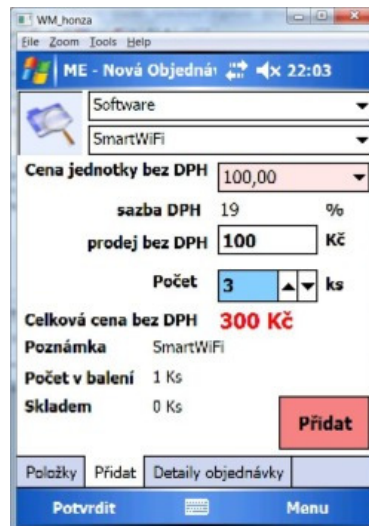 WM_honza
File Zoom Tools Help
ME - Nová Objednáv 22:03
Software
SmartWiFi
Cena jednotky bez DPH 100,00
sazba DPH 19 %
prodej bez DPH 100 Kč
Počet 3 ks
Celková cena bez DPH 300 Kč
Poznámka SmartWiFi
Počet v balení 1 Ks
Skladem 0 Ks
Přidat
Položky Přidat Detaily objednávky
Potvrdit Menu